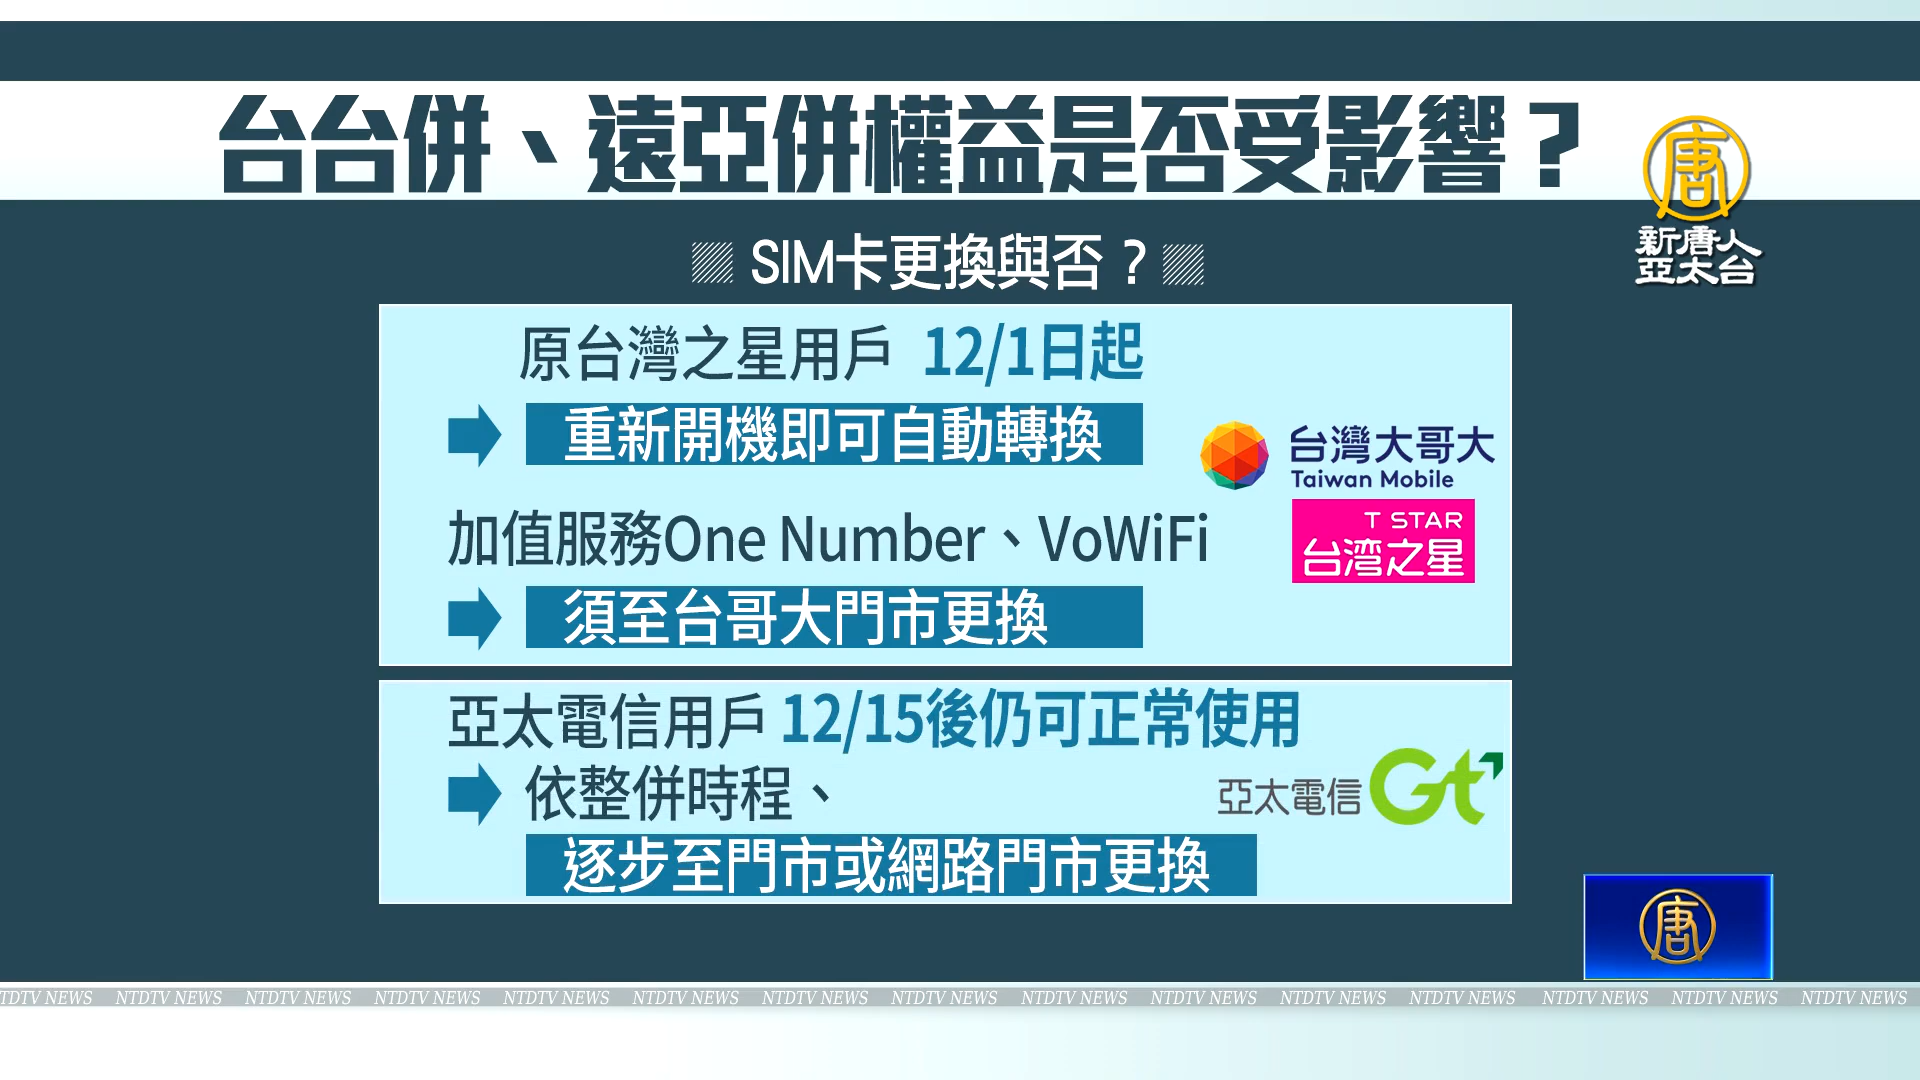 台台併、遠亞併權益是否受影響？
唐
新唐人
亞太台
SIM卡更換與否？
原台灣之星用戶 12/1日起
重新開機即可自動轉換
台灣大哥大
Taiwan Mobile
加值服務One Number、VoWiFi
T STAR
台湾之星
須至台哥大門市更換
亞太電信用戶 12/15後仍可正常使用
依整併時程、
亞太電信 Gt
逐步至門市或網路門市更換
唐
TDTV NEWS NTDTV NEWS NTDTV NEWS NTDTV NEWS NTDTV NEWS NTDTV NEWS NTDTV NEWS NTDTV NEWS NTDTV NEWS NTDTV NEWS NTDTV NEWS NTDTV NEWS NTDTV NEWS NTDTV NEWS NTDTV NEWS